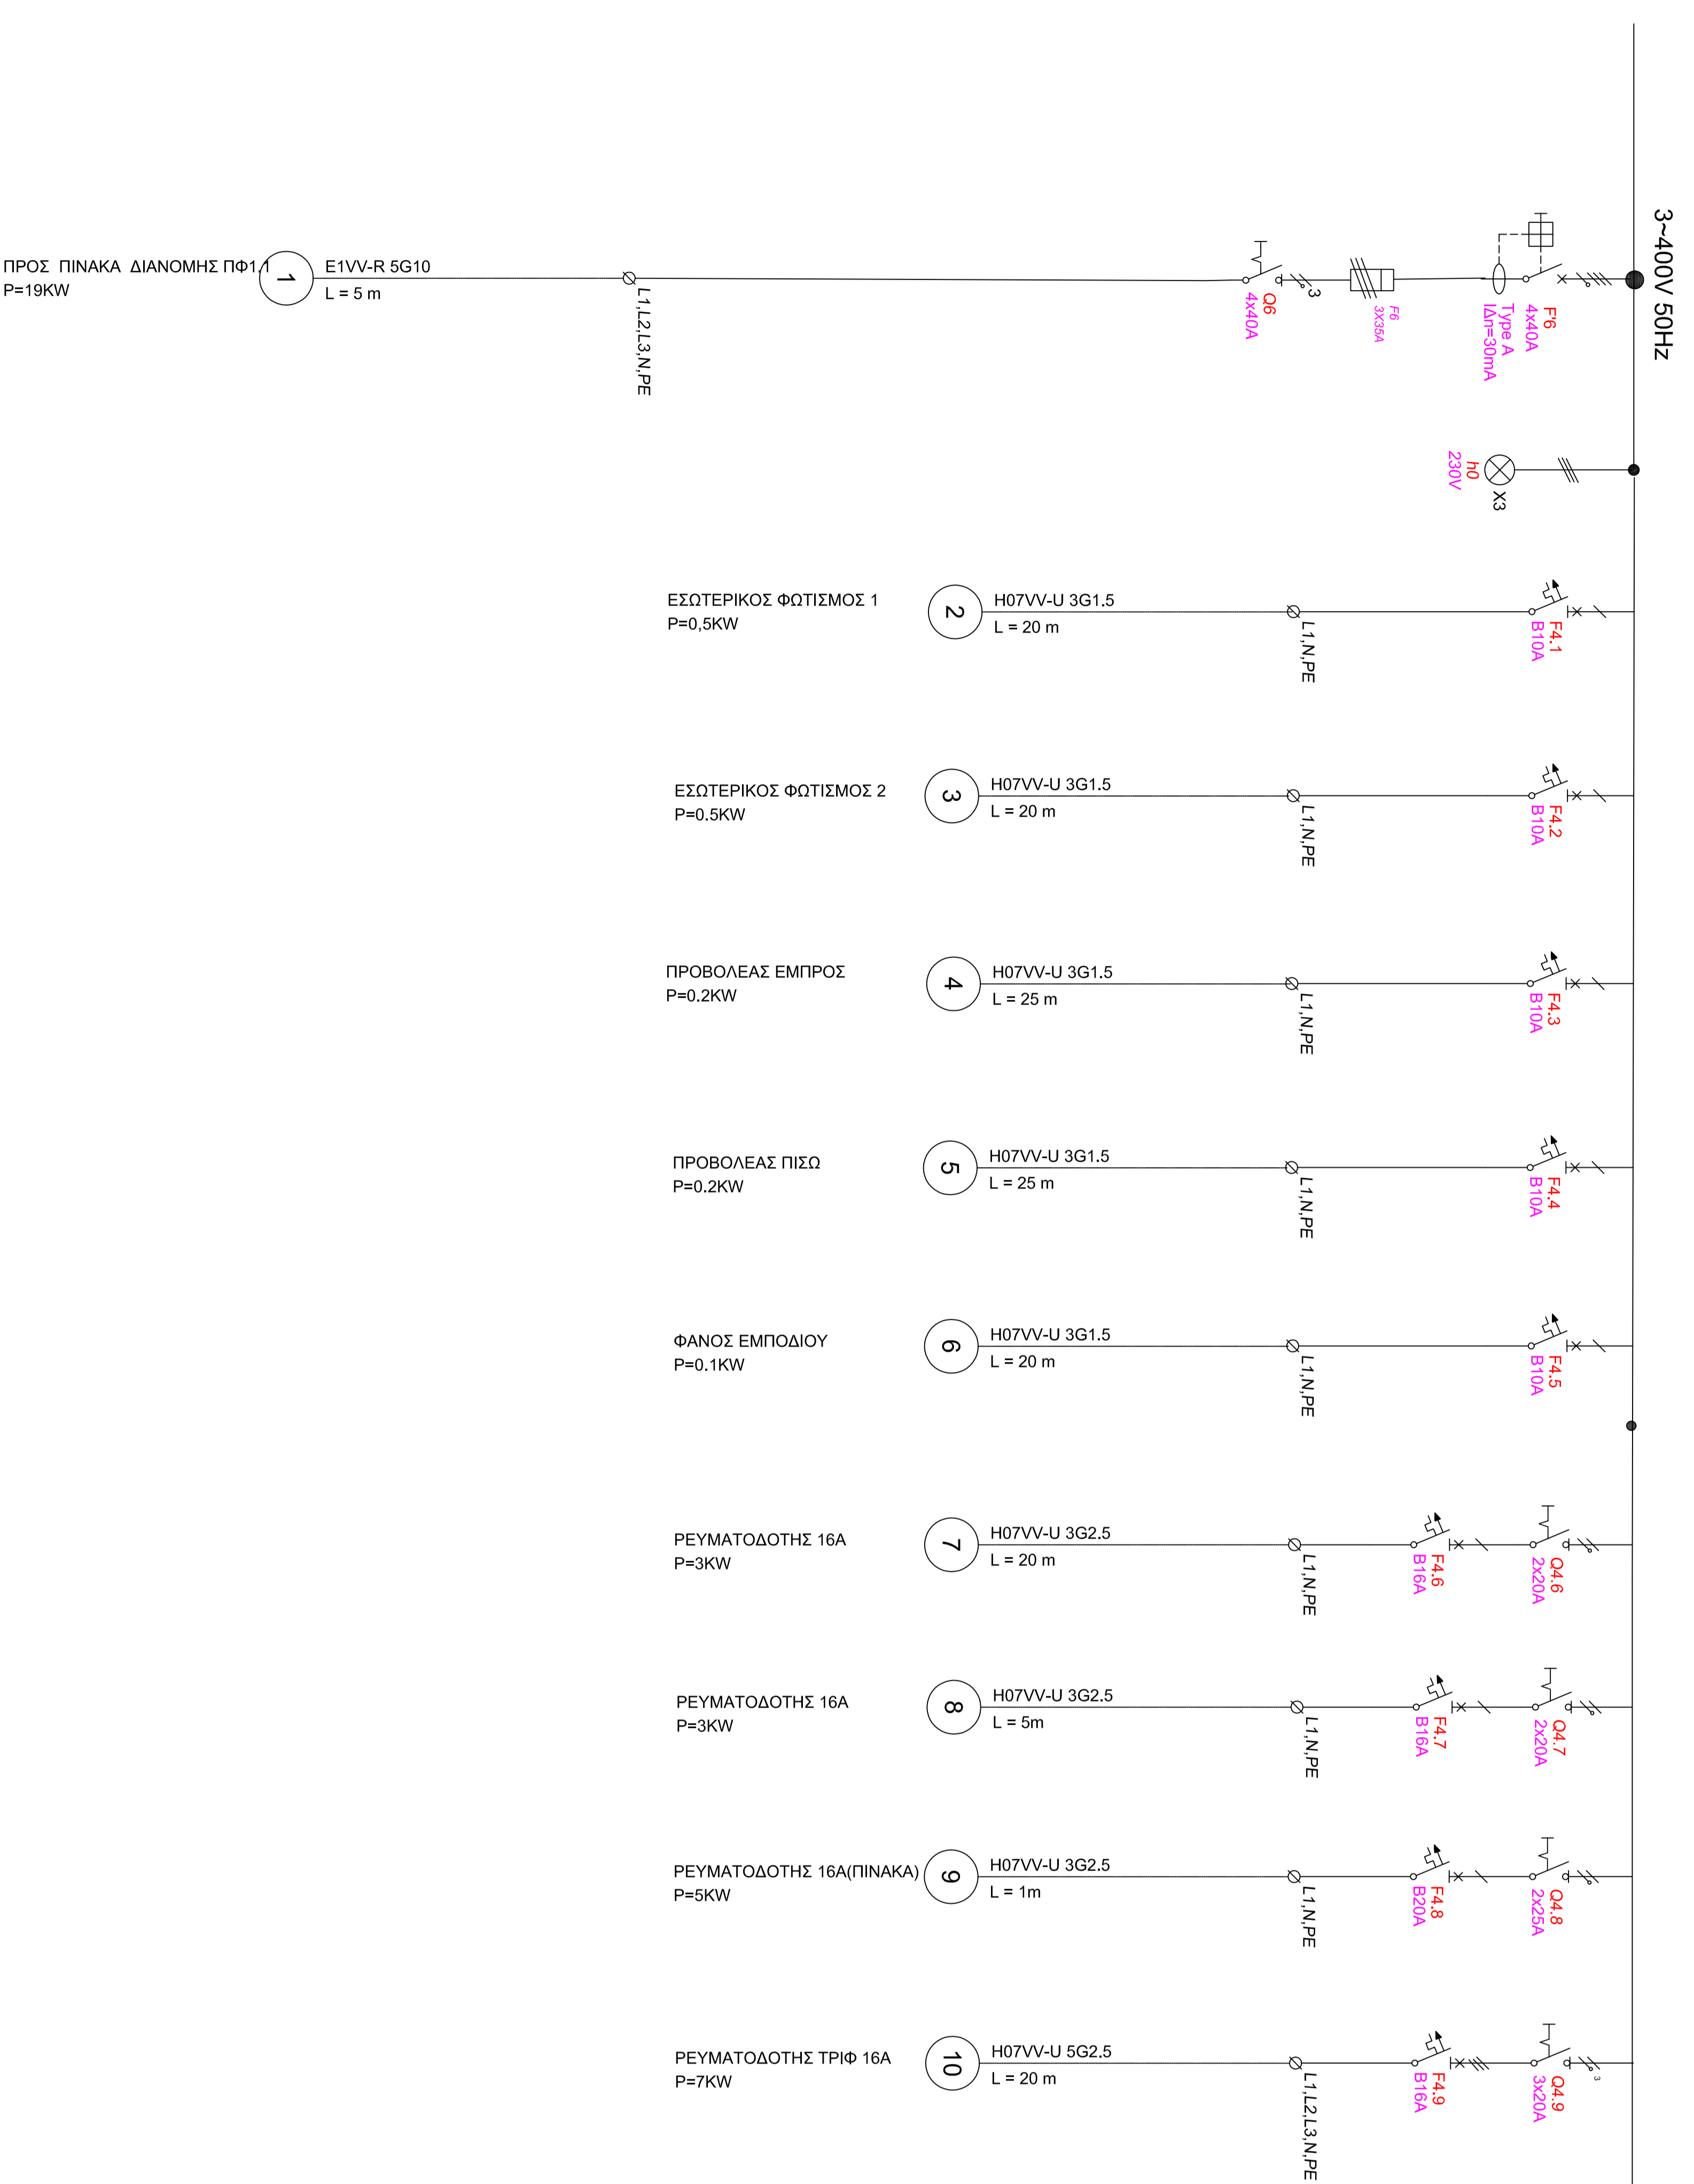 3~400V 50Hz
F'6
4x40A
Type A
IΔn=30mA
F6
3X35A
3
Q6
4x40A
L1,L2,L3,N,PE
E1VV-R 5G10
L = 5 m
1
ΠΡΟΣ ΠΙΝΑΚΑ ΔΙΑΝΟΜΗΣ ΠΦ1.1
P=19KW
X3
h0
230V
F4.1
B10A
L1,N,PE
H07VV-U 3G1.5
L = 20 m
2
ΕΣΩΤΕΡΙΚΟΣ ΦΩΤΙΣΜΟΣ 1
P=0,5KW
F4.2
B10A
L1,N,PE
H07VV-U 3G1.5
L = 20 m
3
ΕΣΩΤΕΡΙΚΟΣ ΦΩΤΙΣΜΟΣ 2
P=0.5KW
F4.3
B10A
L1,N,PE
H07VV-U 3G1.5
L = 25 m
4
ΠΡΟΒΟΛΕΑΣ ΕΜΠΡΟΣ
P=0.2KW
F4.4
B10A
L1,N,PE
H07VV-U 3G1.5
L = 25 m
5
ΠΡΟΒΟΛΕΑΣ ΠΙΣΩ
P=0.2KW
F4.5
B10A
L1,N,PE
H07VV-U 3G1.5
L = 20 m
6
ΦΑΝΟΣ ΕΜΠΟΔΙΟΥ
P=0.1KW
Q4.6
2x20A
F4.6
B16A
L1,N,PE
H07VV-U 3G2.5
L = 20 m
7
ΡΕΥΜΑΤΟΔΟΤΗΣ 16Α
P=3KW
Q4.7
2x20A
F4.7
B16A
L1,N,PE
H07VV-U 3G2.5
L = 5m
8
ΡΕΥΜΑΤΟΔΟΤΗΣ 16Α
P=3KW
Q4.8
2x25A
F4.8
B20A
L1,N,PE
H07VV-U 3G2.5
L = 1m
9
ΡΕΥΜΑΤΟΔΟΤΗΣ 16Α(ΠΙΝΑΚΑ)
P=5KW
3
Q4.9
3x20A
F4.9
B16A
L1,L2,L3,N,PE
H07VV-U 5G2.5
L = 20 m
10
ΡΕΥΜΑΤΟΔΟΤΗΣ ΤΡΙΦ 16Α
P=7KW